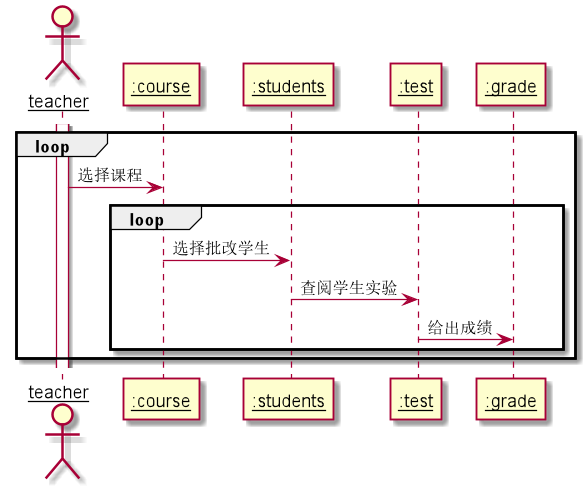 teacher
:course
:students
:test
:grade
loop
选择课程
loop
选择批改学生
查阅学生实验
给出成绩
teacher
:course
:students
:test
:grade